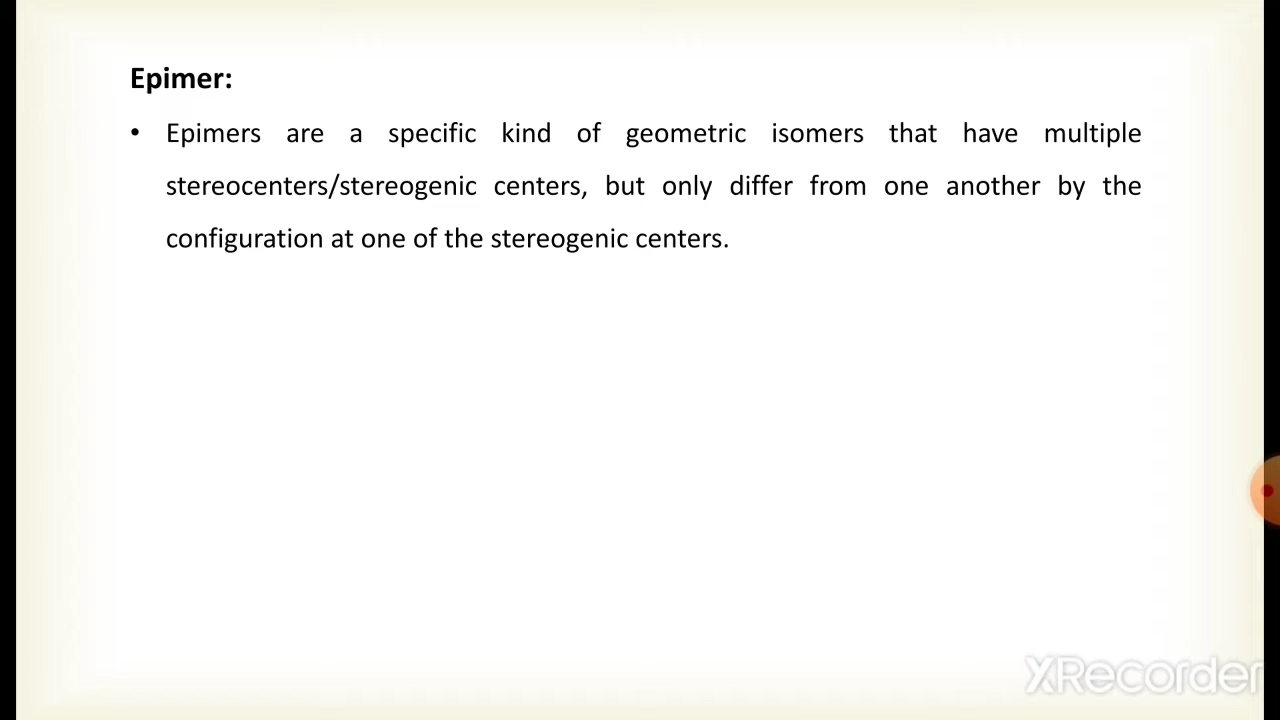 Epimer:
• Epimers are a specific kind of geometric isomers that have multiple
stereocenters/stereogenic centers, but only differ from one another by the
configuration at one of the stereogenic centers.
XRecorder